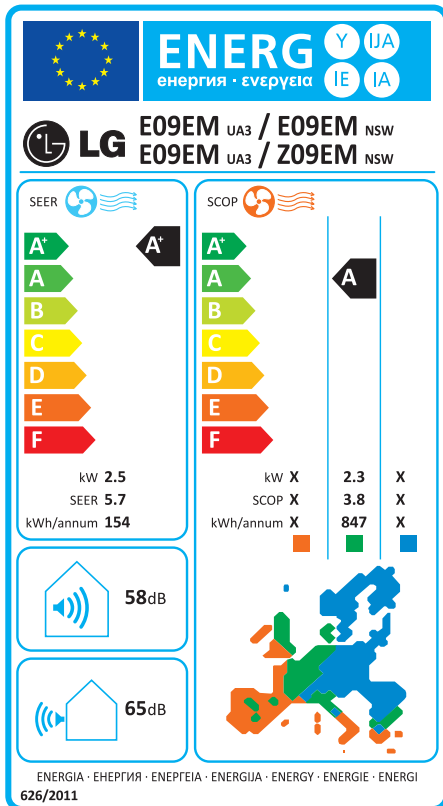 ENERG
енергия · ενεργεια
Y IJA
IE IA
LG
E09EM UA3 / E09EM NSW
E09EM UA3 / Z09EM NSW
SEER
A+
A
B
C
D
E
F
A+
kW 2.5
SEER 5.7
kWh/annum 154
SCOP
A+
A
B
C
D
E
F
A
kW X 2.3 X
SCOP X 3.8 X
kWh/annum X 847 X
58dB
65dB
ENERGIA · ЕНЕРГИЯ · ΕΝΕΡΓΕΙΑ · ENERGIJA · ENERGY · ENERGIE · ENERGI
626/2011